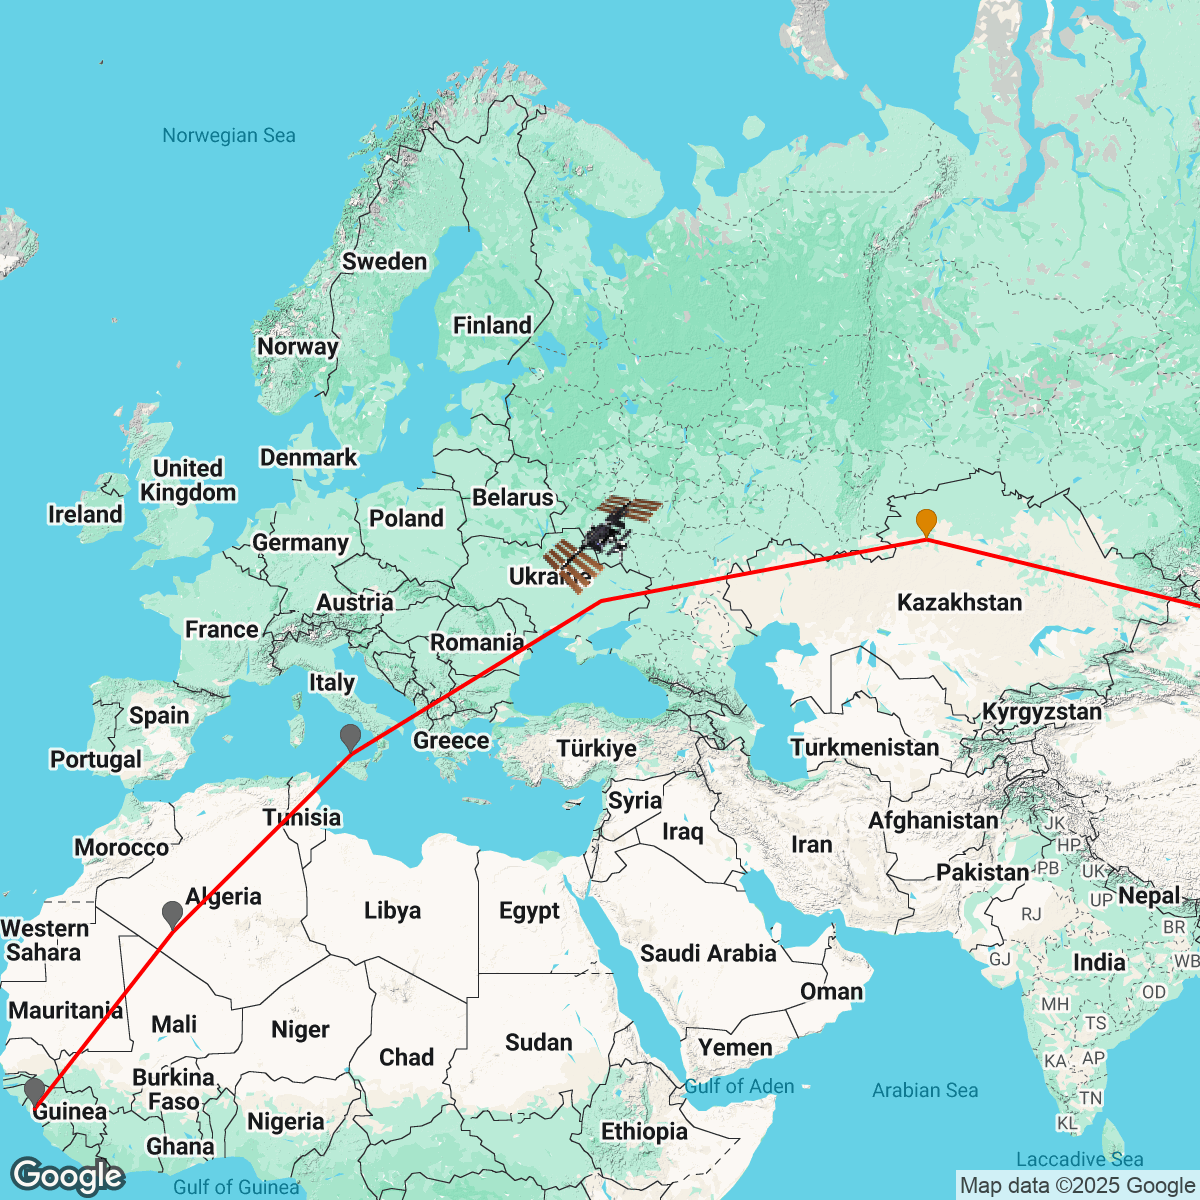 Norwegian Sea
Sweden
Finland
Norway
Denmark
United
Kingdom
Ireland
Belarus
Poland
Germany
Ukraine
Austria
Kazakhstan
France
Romania
Italy
Spain
Kyrgyzstan
Greece
Türkiye
Turkmenistan
Portugal
Syria
Tunisia
Afghanistan
JK
Iraq
Iran
HP
Morocco
Pakistan
PB
UK
Algeria
Nepal
UP
Libya
Egypt
RJ
Western
Sahara
BR
Saudi Arabia
GJ
India
WB
Oman
OD
Mauritania
MH
Mali
Niger
TS
Sudan
Yemen
Chad
KA
AP
Burkina
Faso
Gulf of Aden
Arabian Sea
TN
Guinea
Nigeria
KL
Ghana
Ethiopia
Laccadive Sea
Google
Gulf of Guinea
Map data ©2025 Google